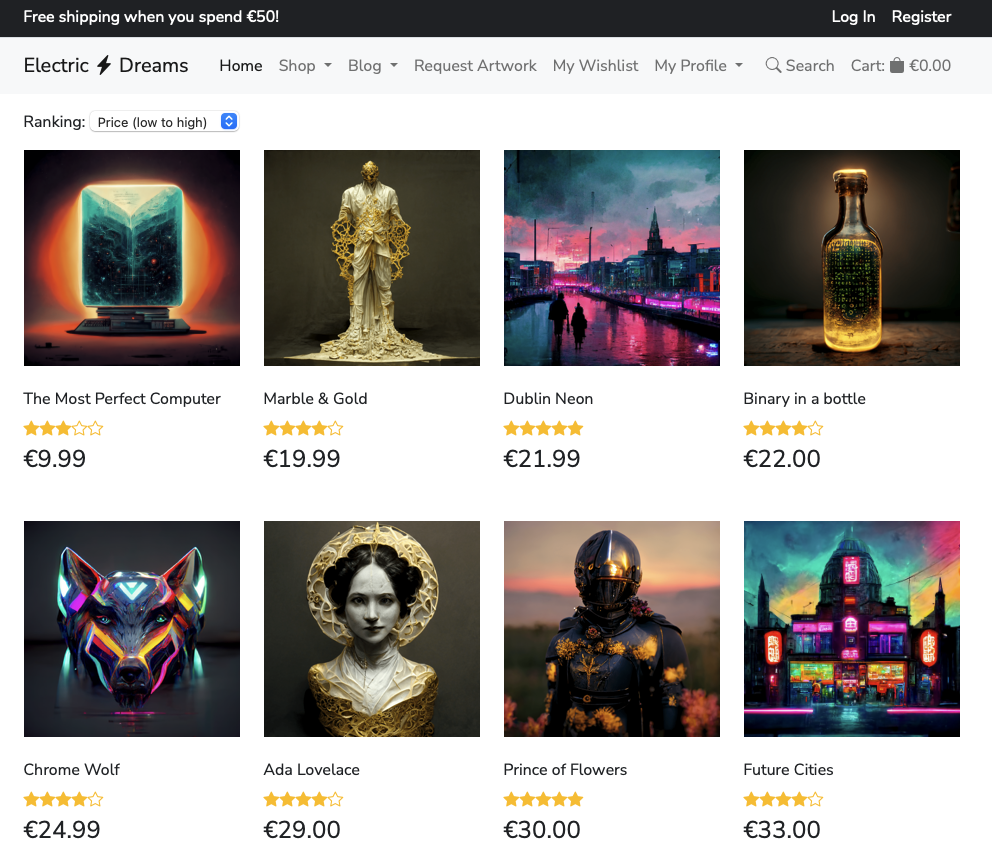 Free shipping when you spend €50! Log In Register
Electric Dreams Home Shop Blog Request Artwork My Wishlist My Profile Search Cart: €0.00
Ranking: Price (low to high)
The Most Perfect Computer Marble & Gold Dublin Neon Binary in a bottle
€9.99 €19.99 €21.99 €22.00
Chrome Wolf Ada Lovelace Prince of Flowers Future Cities
€24.99 €29.00 €30.00 €33.00